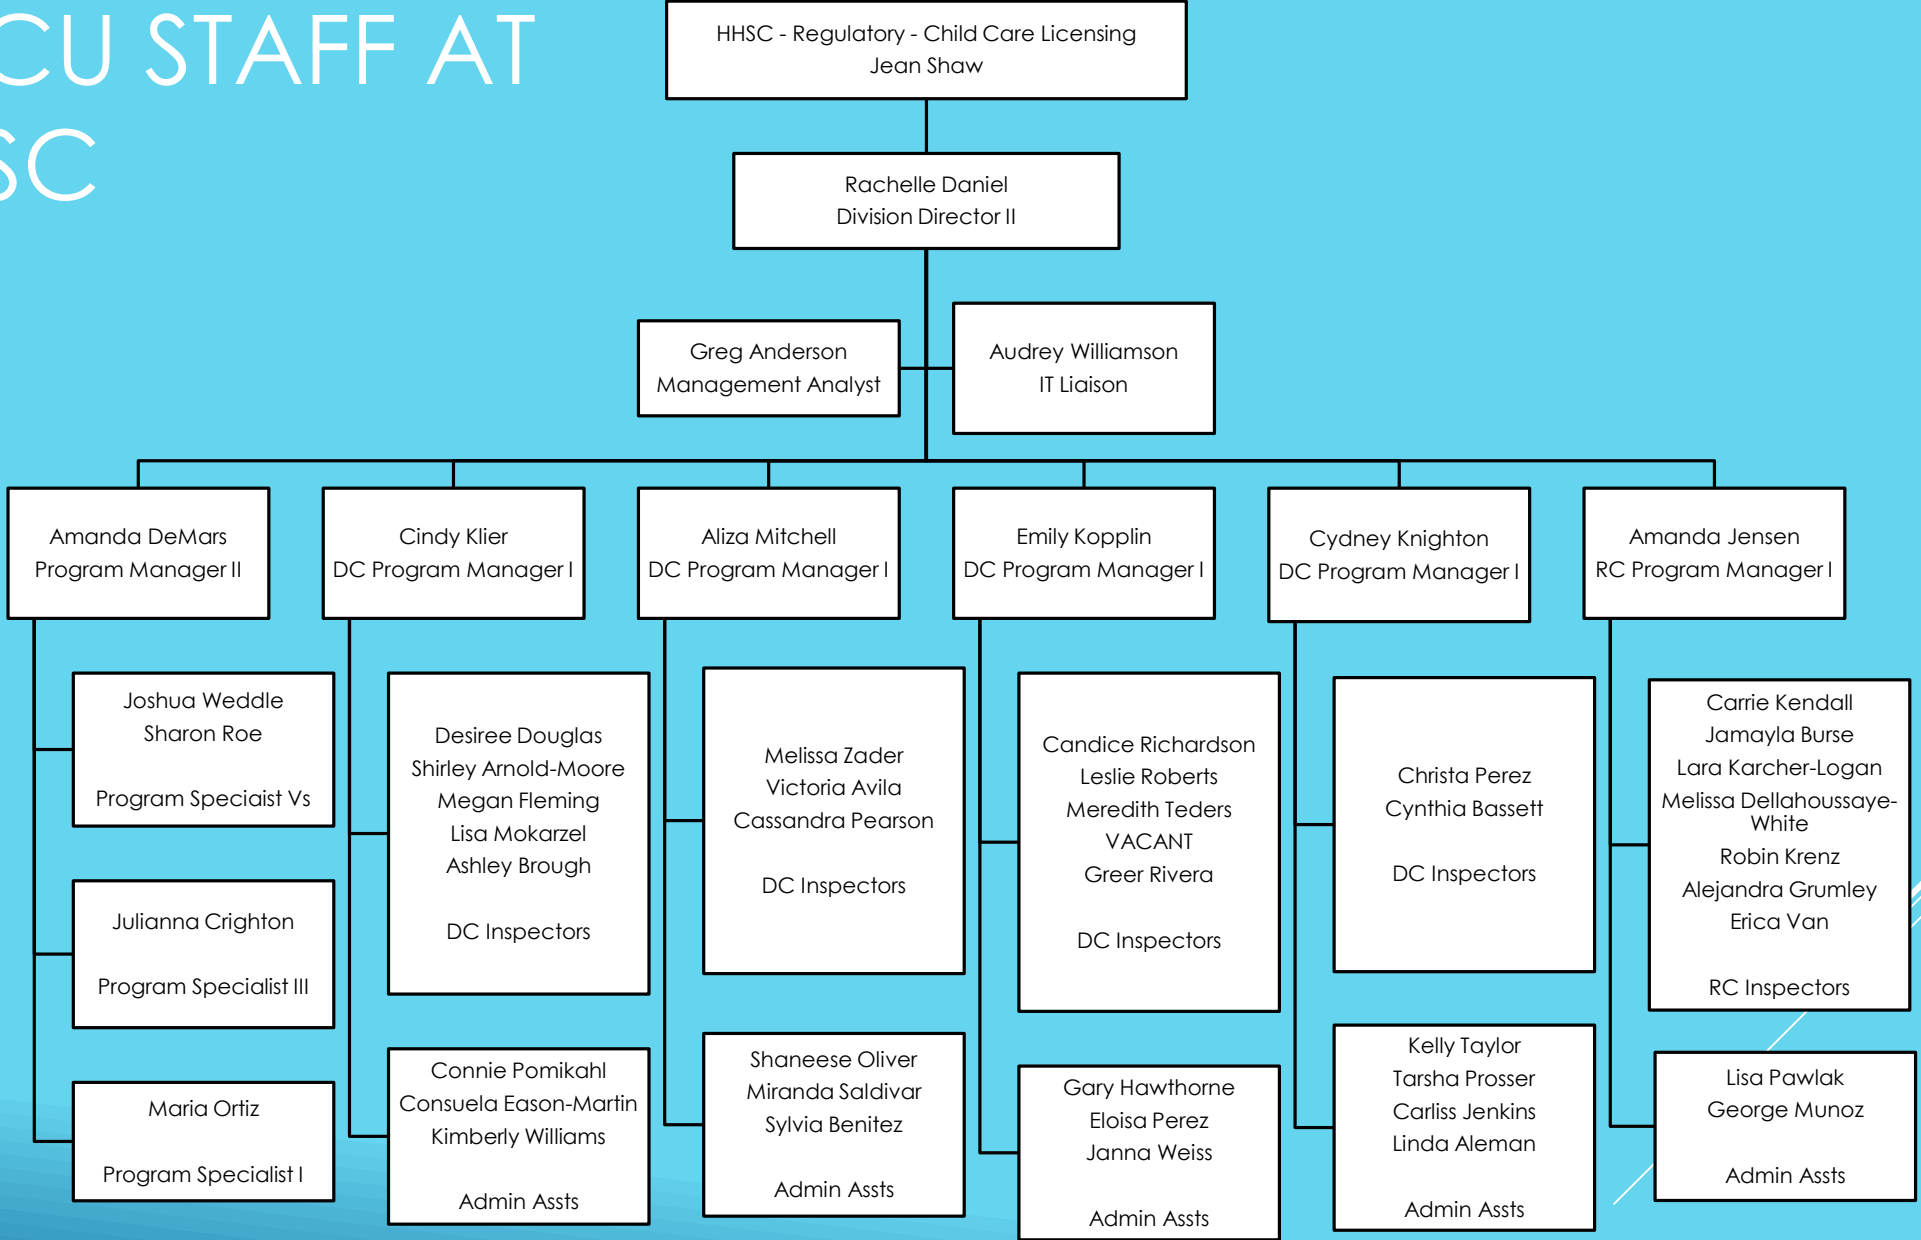 CU STAFF AT
SC
HHSC - Regulatory - Child Care Licensing
Jean Shaw
Rachelle Daniel
Division Director II
Greg Anderson
Management Analyst
Audrey Williamson
IT Liaison
Amanda DeMars
Program Manager II
Cindy Klier
DC Program Manager I
Aliza Mitchell
DC Program Manager I
Emily Kopplin
DC Program Manager I
Cydney Knighton
DC Program Manager I
Amanda Jensen
RC Program Manager I
Joshua Weddle
Sharon Roe
Program Speciaist Vs
Julianna Crighton
Program Specialist III
Maria Ortiz
Program Specialist I
Desiree Douglas
Shirley Arnold-Moore
Megan Fleming
Lisa Mokarzel
Ashley Brough
DC Inspectors
Connie Pomikahl
Consuela Eason-Martin
Kimberly Williams
Admin Assts
Melissa Zader
Victoria Avila
Cassandra Pearson
DC Inspectors
Shaneese Oliver
Miranda Saldivar
Sylvia Benitez
Admin Assts
Candice Richardson
Leslie Roberts
Meredith Teders
VACANT
Greer Rivera
DC Inspectors
Gary Hawthorne
Eloisa Perez
Janna Weiss
Admin Assts
Christa Perez
Cynthia Bassett
DC Inspectors
Kelly Taylor
Tarsha Prosser
Carliss Jenkins
Linda Aleman
Admin Assts
Carrie Kendall
Jamayla Burse
Lara Karcher-Logan
Melissa Dellahoussaye-
White
Robin Krenz
Alejandra Grumley
Erica Van
RC Inspectors
Lisa Pawlak
George Munoz
Admin Assts